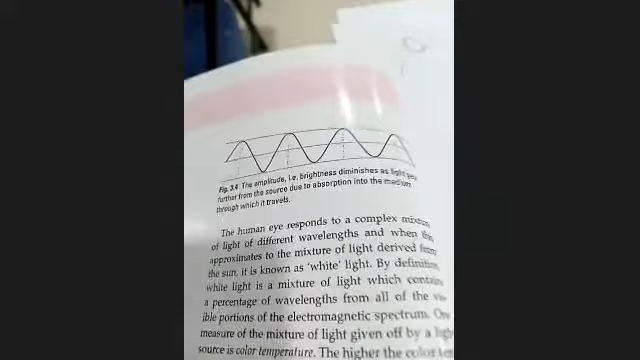 Fig. 3.4 The amplitude, i.e. brightness diminishes as light
further from the source due to absorption into the medium
through which it travels.
The human eye responds to a complex mixture
of light of different wavelengths and when this
approximates to the mixture of light derived from
the sun, it is known as ‘white’ light. By definition
white light is a mixture of light which contains
a percentage of wavelengths from all of the vis-
ible portions of the electromagnetic spectrum. One
measure of the mixture of light given off by a light
source is color temperature. The higher the color